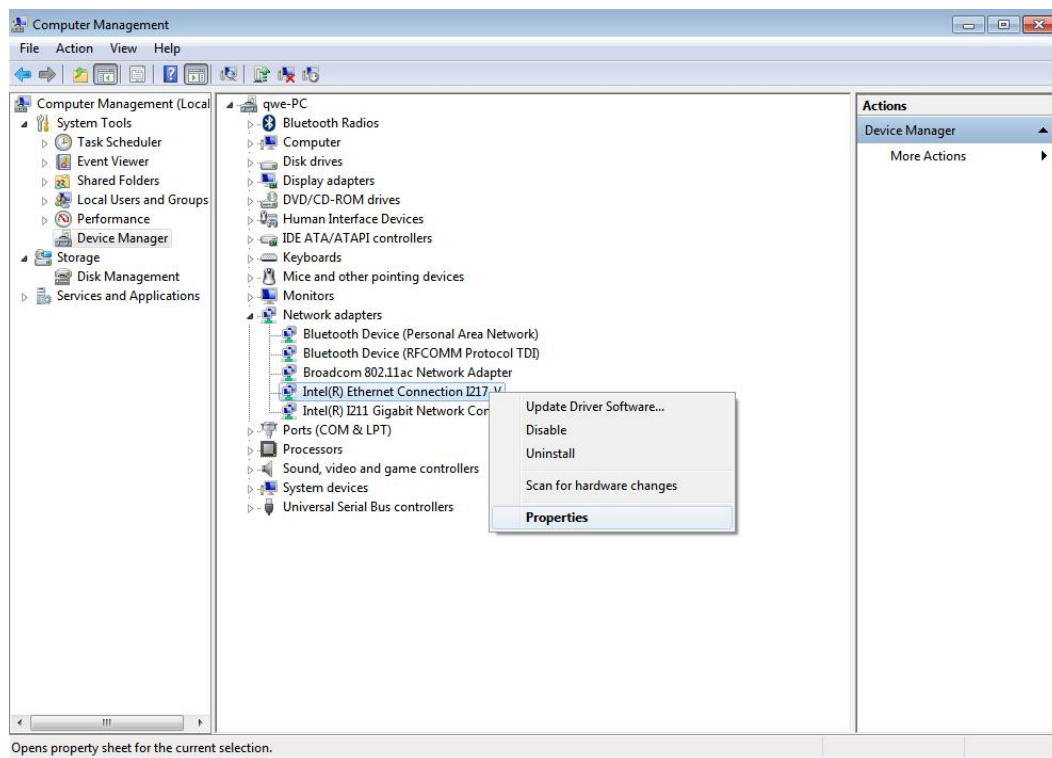 Computer Management
File Action View Help
Computer Management (Local
System Tools
Task Scheduler
Event Viewer
Shared Folders
Local Users and Groups
Performance
Device Manager
Storage
Disk Management
Services and Applications
qwe-PC
Bluetooth Radios
Computer
Disk drives
Display adapters
DVD/CD-ROM drives
Human Interface Devices
IDE ATA/ATAPI controllers
Keyboards
Mice and other pointing devices
Monitors
Network adapters
Bluetooth Device (Personal Area Network)
Bluetooth Device (RFCOMM Protocol TDI)
Broadcom 802.11ac Network Adapter
Intel(R) Ethernet Connection I217-V
Intel(R) I211 Gigabit Network Cor
Ports (COM & LPT)
Processors
Sound, video and game controllers
System devices
Universal Serial Bus controllers
Update Driver Software...
Disable
Uninstall
Scan for hardware changes
Properties
Actions
Device Manager
More Actions
Opens property sheet for the current selection.